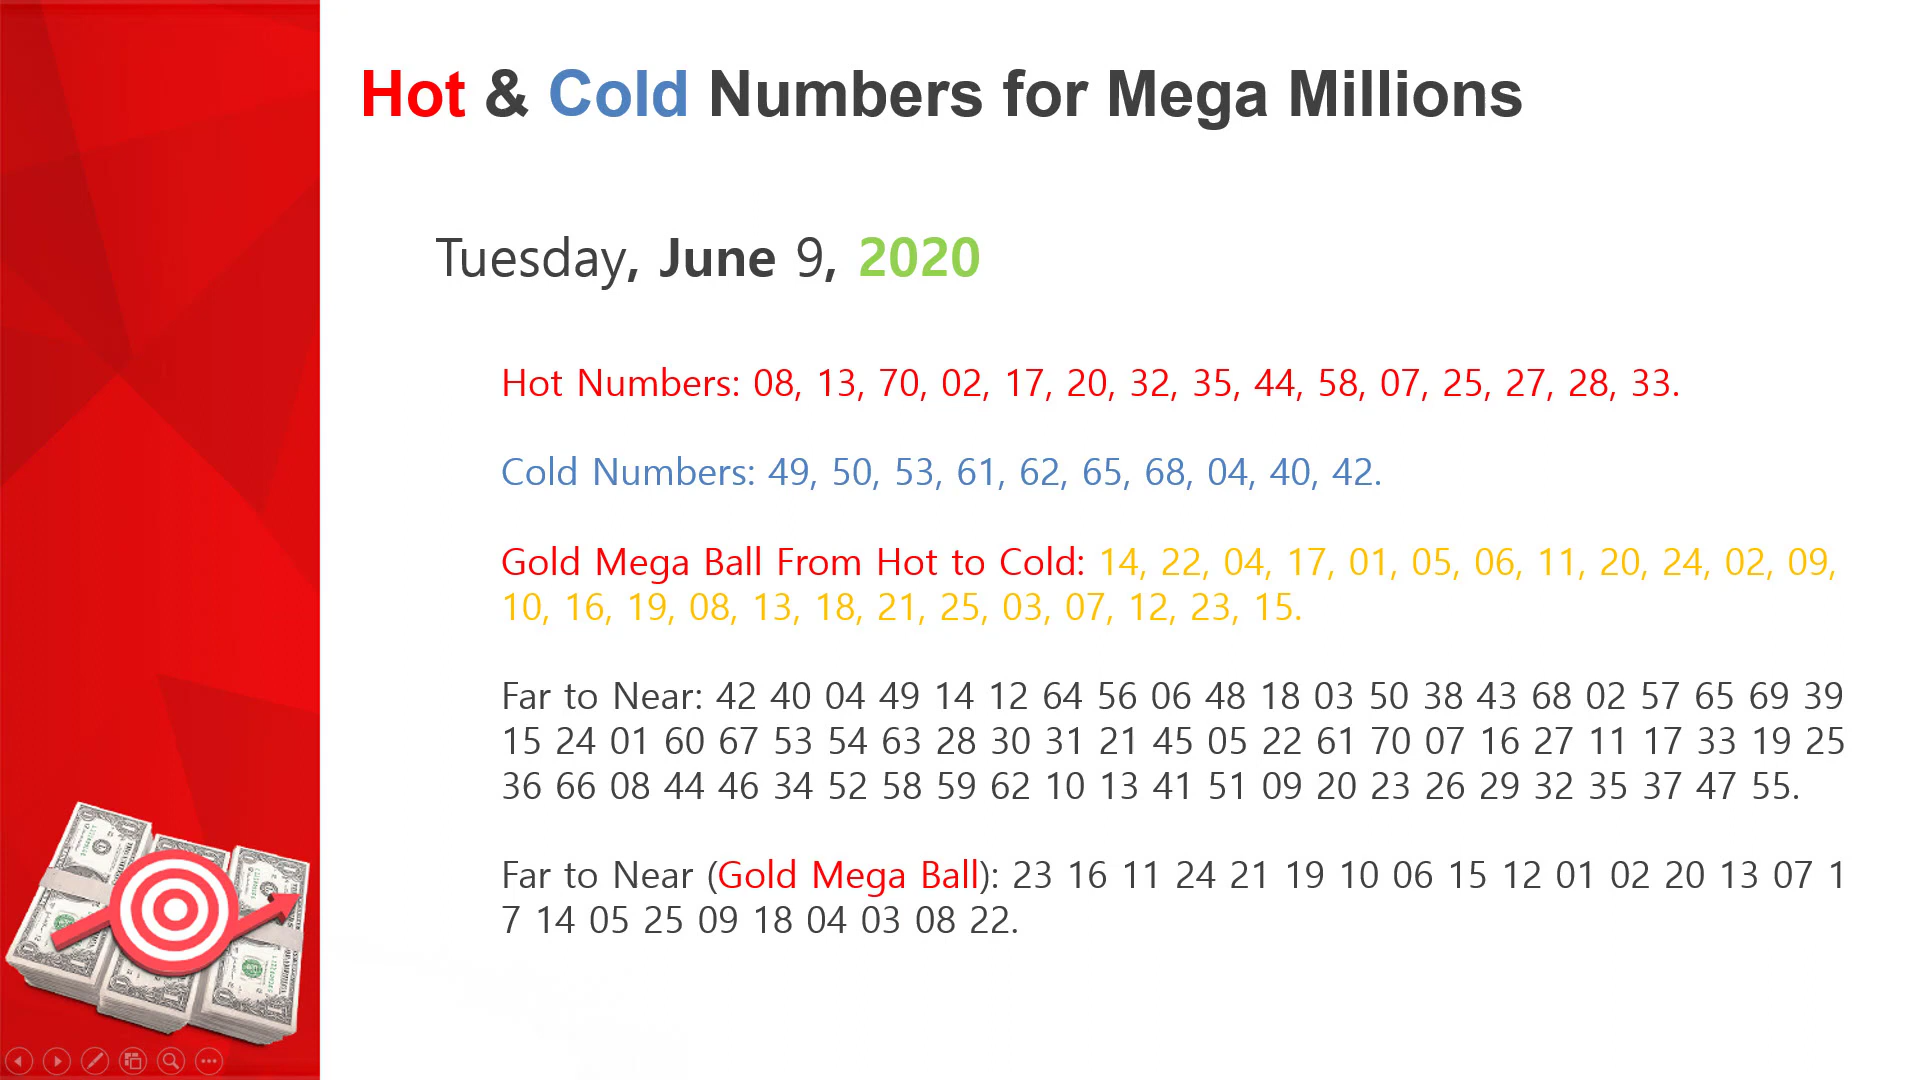 Hot & Cold Numbers for Mega Millions
Tuesday, June 9, 2020
Hot Numbers: 08, 13, 70, 02, 17, 20, 32, 35, 44, 58, 07, 25, 27, 28, 33.
Cold Numbers: 49, 50, 53, 61, 62, 65, 68, 04, 40, 42.
Gold Mega Ball From Hot to Cold: 14, 22, 04, 17, 01, 05, 06, 11, 20, 24, 02, 09,
10, 16, 19, 08, 13, 18, 21, 25, 03, 07, 12, 23, 15.
Far to Near: 42 40 04 49 14 12 64 56 06 48 18 03 50 38 43 68 02 57 65 69 39
15 24 01 60 67 53 54 63 28 30 31 21 45 05 22 61 70 07 16 27 11 17 33 19 25
36 66 08 44 46 34 52 58 59 62 10 13 41 51 09 20 23 26 29 32 35 37 47 55.
Far to Near (Gold Mega Ball): 23 16 11 24 21 19 10 06 15 12 01 02 20 13 07 1
7 14 05 25 09 18 04 03 08 22.